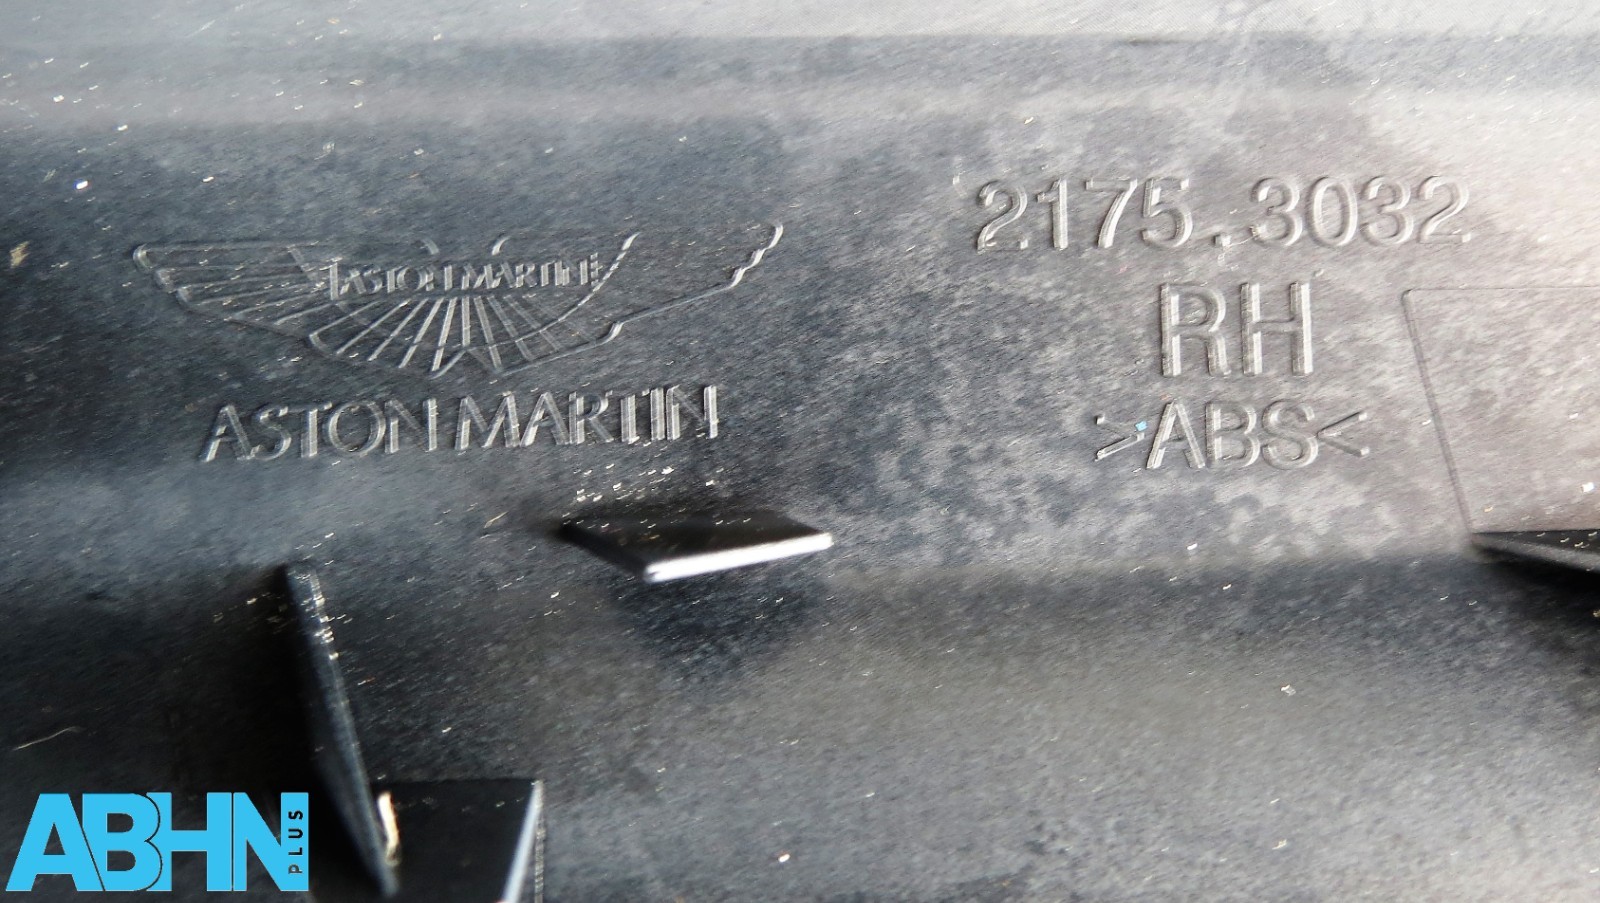 ASTON MARTIN
ASTON MARTIN
2175.3032
RH
>ABS<
ABHN PLUS